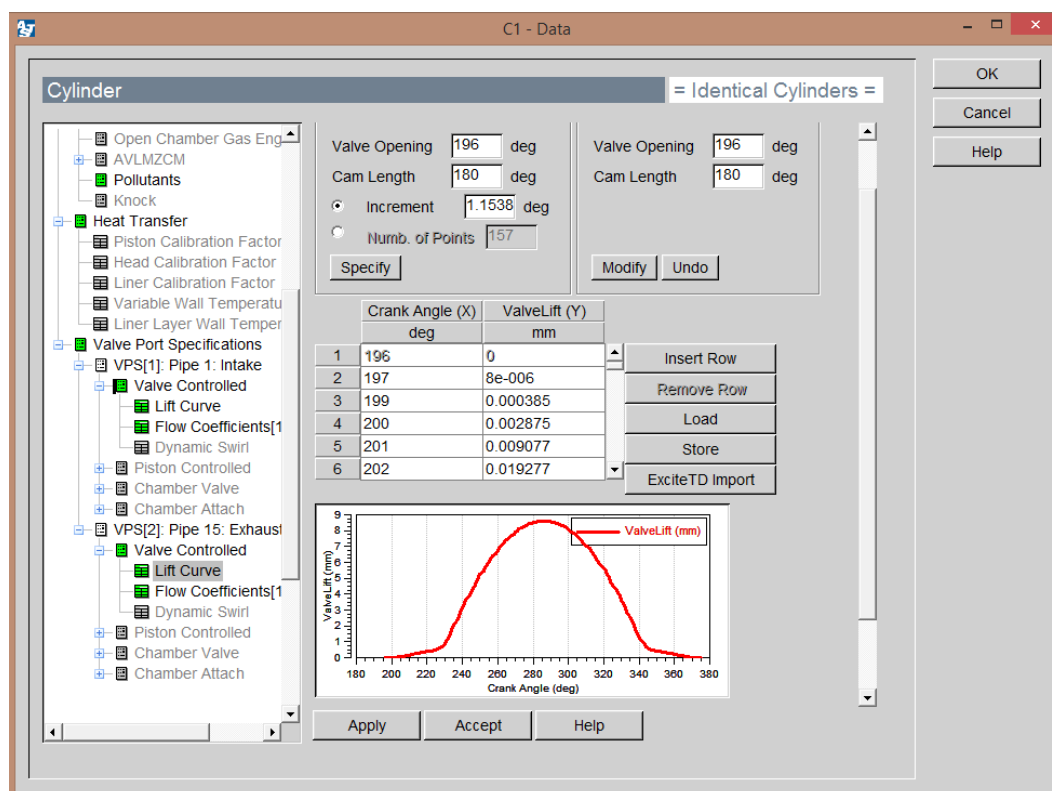 C1 - Data
OK
Cancel
Help
Cylinder
= Identical Cylinders =
Open Chamber Gas Eng
AVLMZCM
Pollutants
Knock
Heat Transfer
Piston Calibration Factor
Head Calibration Factor
Liner Calibration Factor
Variable Wall Temperatu
Liner Layer Wall Temper
Valve Port Specifications
VPS[1]: Pipe 1: Intake
Valve Controlled
Lift Curve
Flow Coefficients[1
Dynamic Swirl
Piston Controlled
Chamber Valve
Chamber Attach
VPS[2]: Pipe 15: Exhaust
Valve Controlled
Lift Curve
Flow Coefficients[1
Dynamic Swirl
Piston Controlled
Chamber Valve
Chamber Attach
Valve Opening 196 deg
Cam Length 180 deg
Increment 1.1538 deg
Numb. of Points 157
Specify
Valve Opening 196 deg
Cam Length 180 deg
Modify Undo
Crank Angle (X) ValveLift (Y)
deg mm
1 196 0
2 197 8e-006
3 199 0.000385
4 200 0.002875
5 201 0.009077
6 202 0.019277
Insert Row
Remove Row
Load
Store
ExciteTD Import
ValveLift (mm)
9
8
7
6
5
4
3
2
1
0
ValveLift (mm)
180 200 220 240 260 280 300 320 340 360 380
Crank Angle (deg)
Apply Accept Help